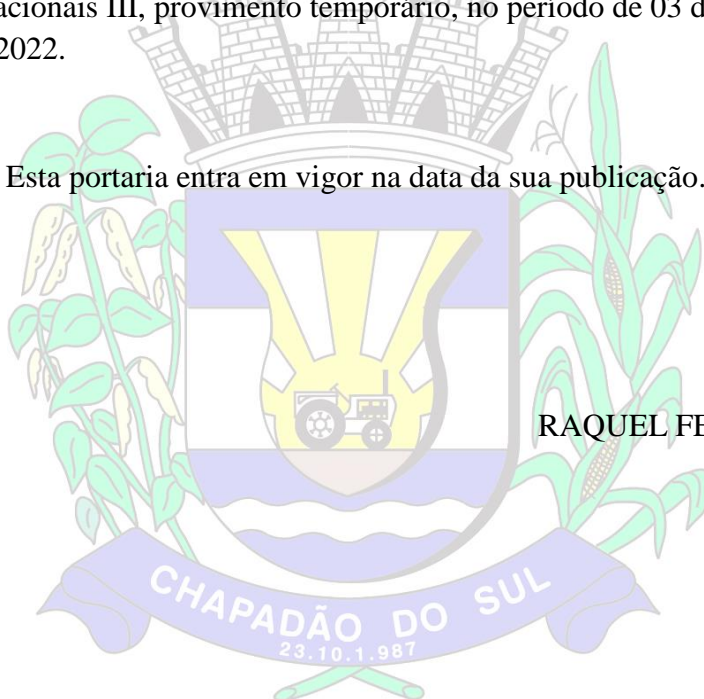 acionais III, provimento temporário, no período de 03 d
2022.
Esta portaria entra em vigor na data da sua publicação.
RAQUEL FE
CHAPADÃO DO SUL
23.10.1.987